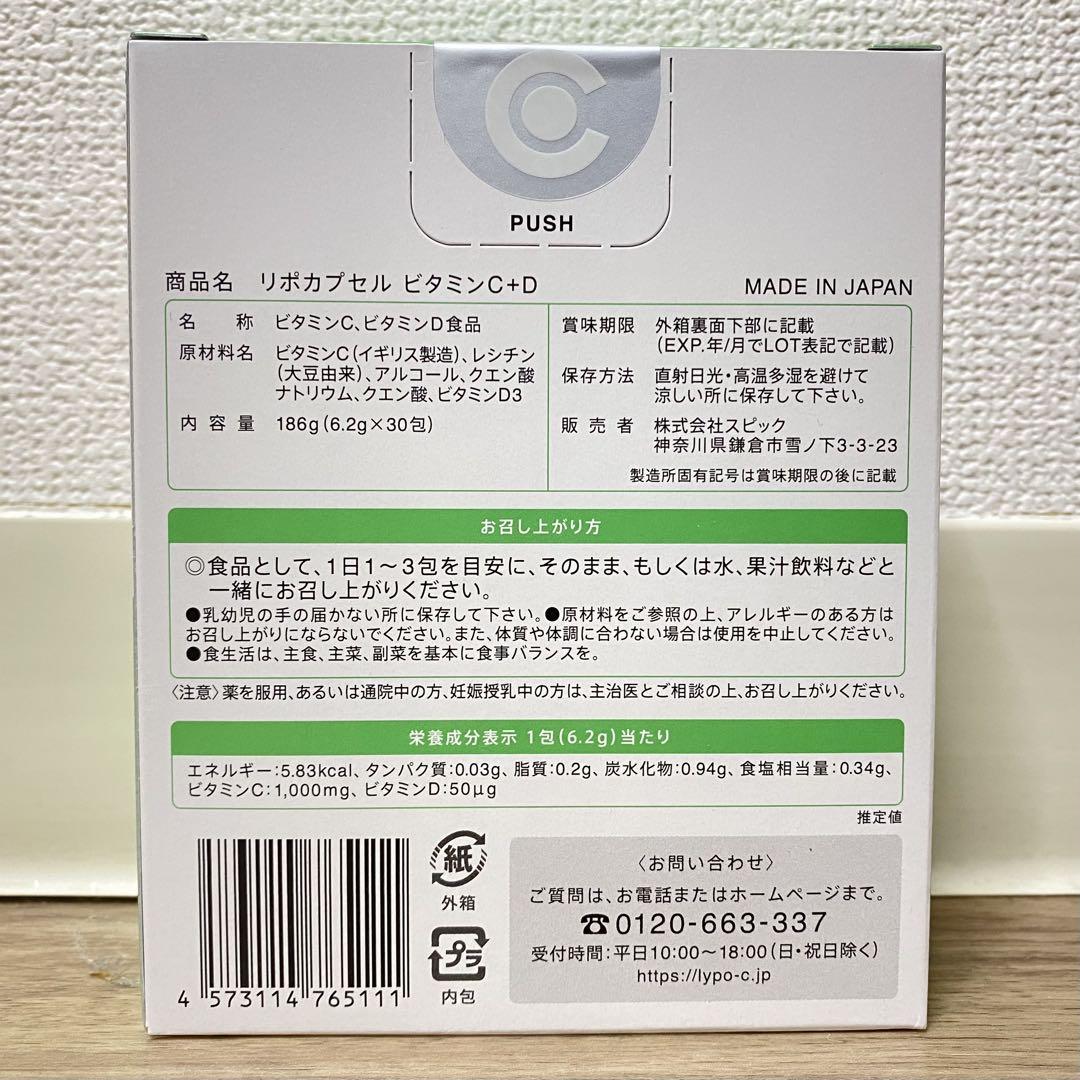 PUSH
商品名 リポカプセル ビタミンC+D
MADE IN JAPAN
名称 ビタミンC、ビタミンD食品
原材料名 ビタミンC(イギリス製造)、レシチン
(大豆由来)、アルコール、クエン酸
ナトリウム、クエン酸、ビタミンD3
内容量 186g(6.2g×30包)
賞味期限 外箱裏面下部に記載
(EXP.年/月でLOT表記で記載)
保存方法 直射日光・高温多湿を避けて
涼しい所に保存して下さい。
販売者 株式会社スピック
神奈川県鎌倉市雪ノ下3-3-23
製造所固有記号は賞味期限の後に記載
お召し上がり方
◎食品として、1日1〜3包を目安に、そのまま、もしくは水、果汁飲料などと
一緒にお召し上がりください。
●乳幼児の手の届かない所に保存して下さい。●原材料をご参照の上、アレルギーのある方は
お召し上がりにならないでください。また、体質や体調に合わない場合は使用を中止してください。
●食生活は、主食、主菜、副菜を基本に食事バランスを。
〈注意〉薬を服用、あるいは通院中の方、妊娠授乳中の方は、主治医とご相談の上、お召し上がりください。
栄養成分表示 1包(6.2g)当たり
エネルギー:5.83kcal、タンパク質:0.03g、脂質:0.2g、炭水化物:0.94g、食塩相当量:0.34g、
ビタミンC:1,000mg、ビタミンD:50μg
推定値
4 573114 765111
紙
外箱
プラ
内包
〈お問い合わせ〉
ご質問は、お電話またはホームページまで。
☎0120-663-337
受付時間:平日10:00〜18:00(日・祝日除く)
https://lypo-c.jp